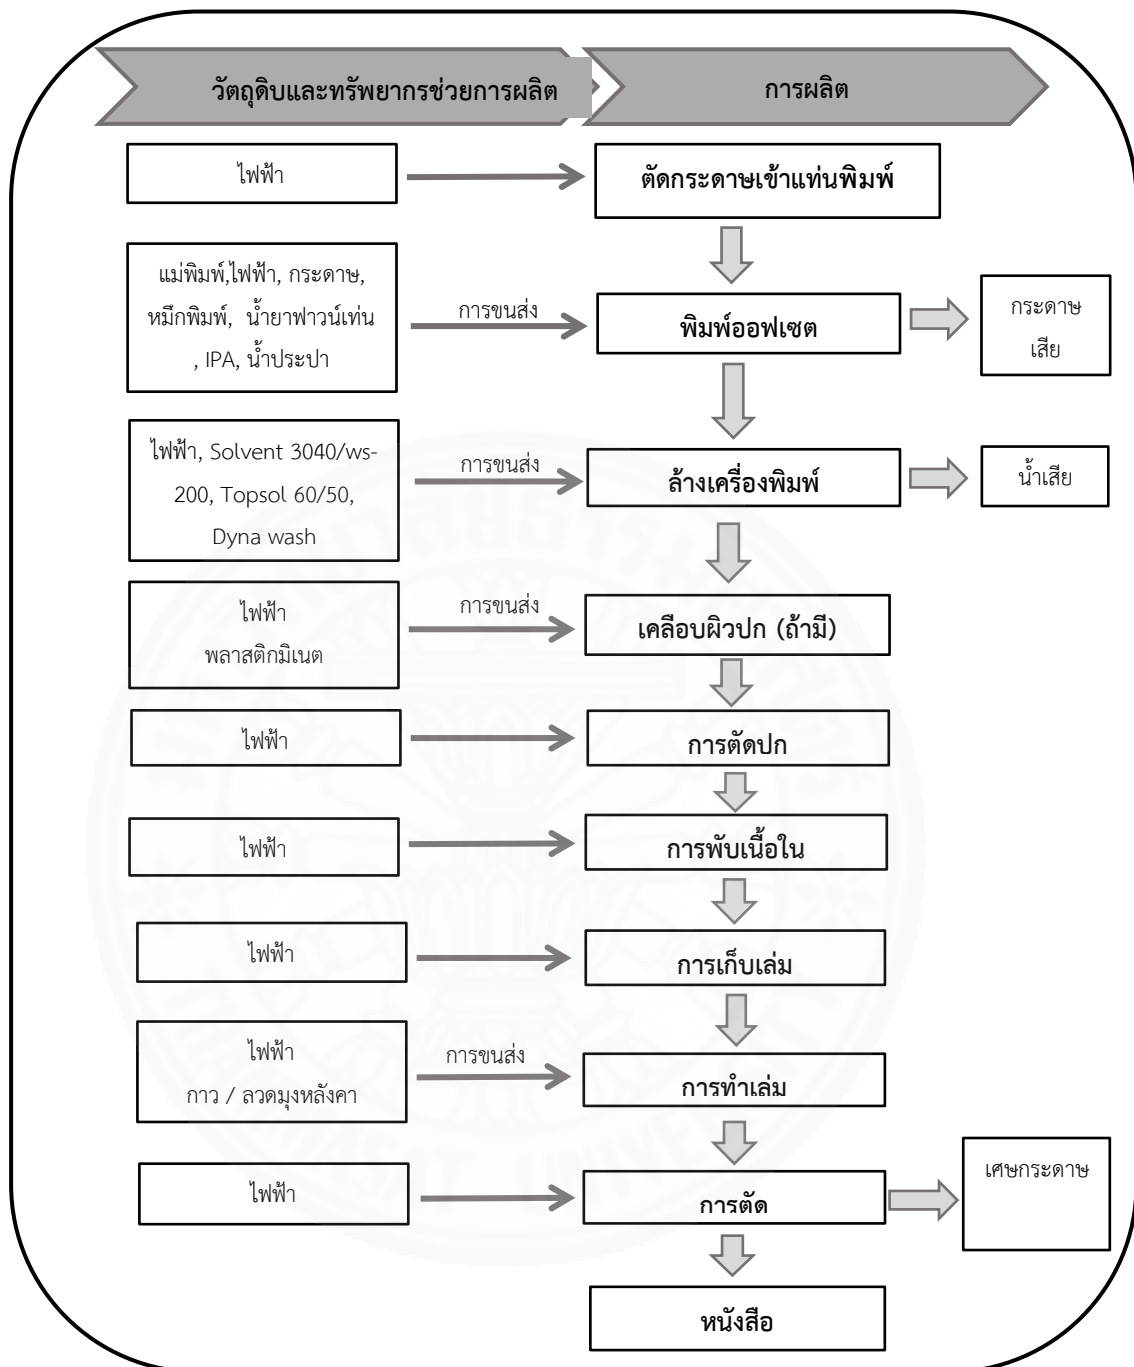 วัตถุดิบและทรัพยากรช่วยการผลิต
การผลิต
ไฟฟ้า
ตัดกระดาษเข้าแท่นพิมพ์
แม่พิมพ์,ไฟฟ้า, กระดาษ,
หมึกพิมพ์, น้ำยาฟาวน์เท่น
, IPA, น้ำประปา
การขนส่ง
พิมพ์ออฟเซต
กระดาษ
เสีย
ไฟฟ้า, Solvent 3040/ws-
200, Topsol 60/50,
Dyna wash
การขนส่ง
ล้างเครื่องพิมพ์
น้ำเสีย
ไฟฟ้า
พลาสติกมิเนต
การขนส่ง
เคลือบผิวปก (ถ้ามี)
ไฟฟ้า
การตัดปก
ไฟฟ้า
การพับเนื้อใน
ไฟฟ้า
การเก็บเล่ม
ไฟฟ้า
กาว / ลวดมุงหลังคา
การขนส่ง
การทำเล่ม
ไฟฟ้า
การตัด
เศษกระดาษ
หนังสือ